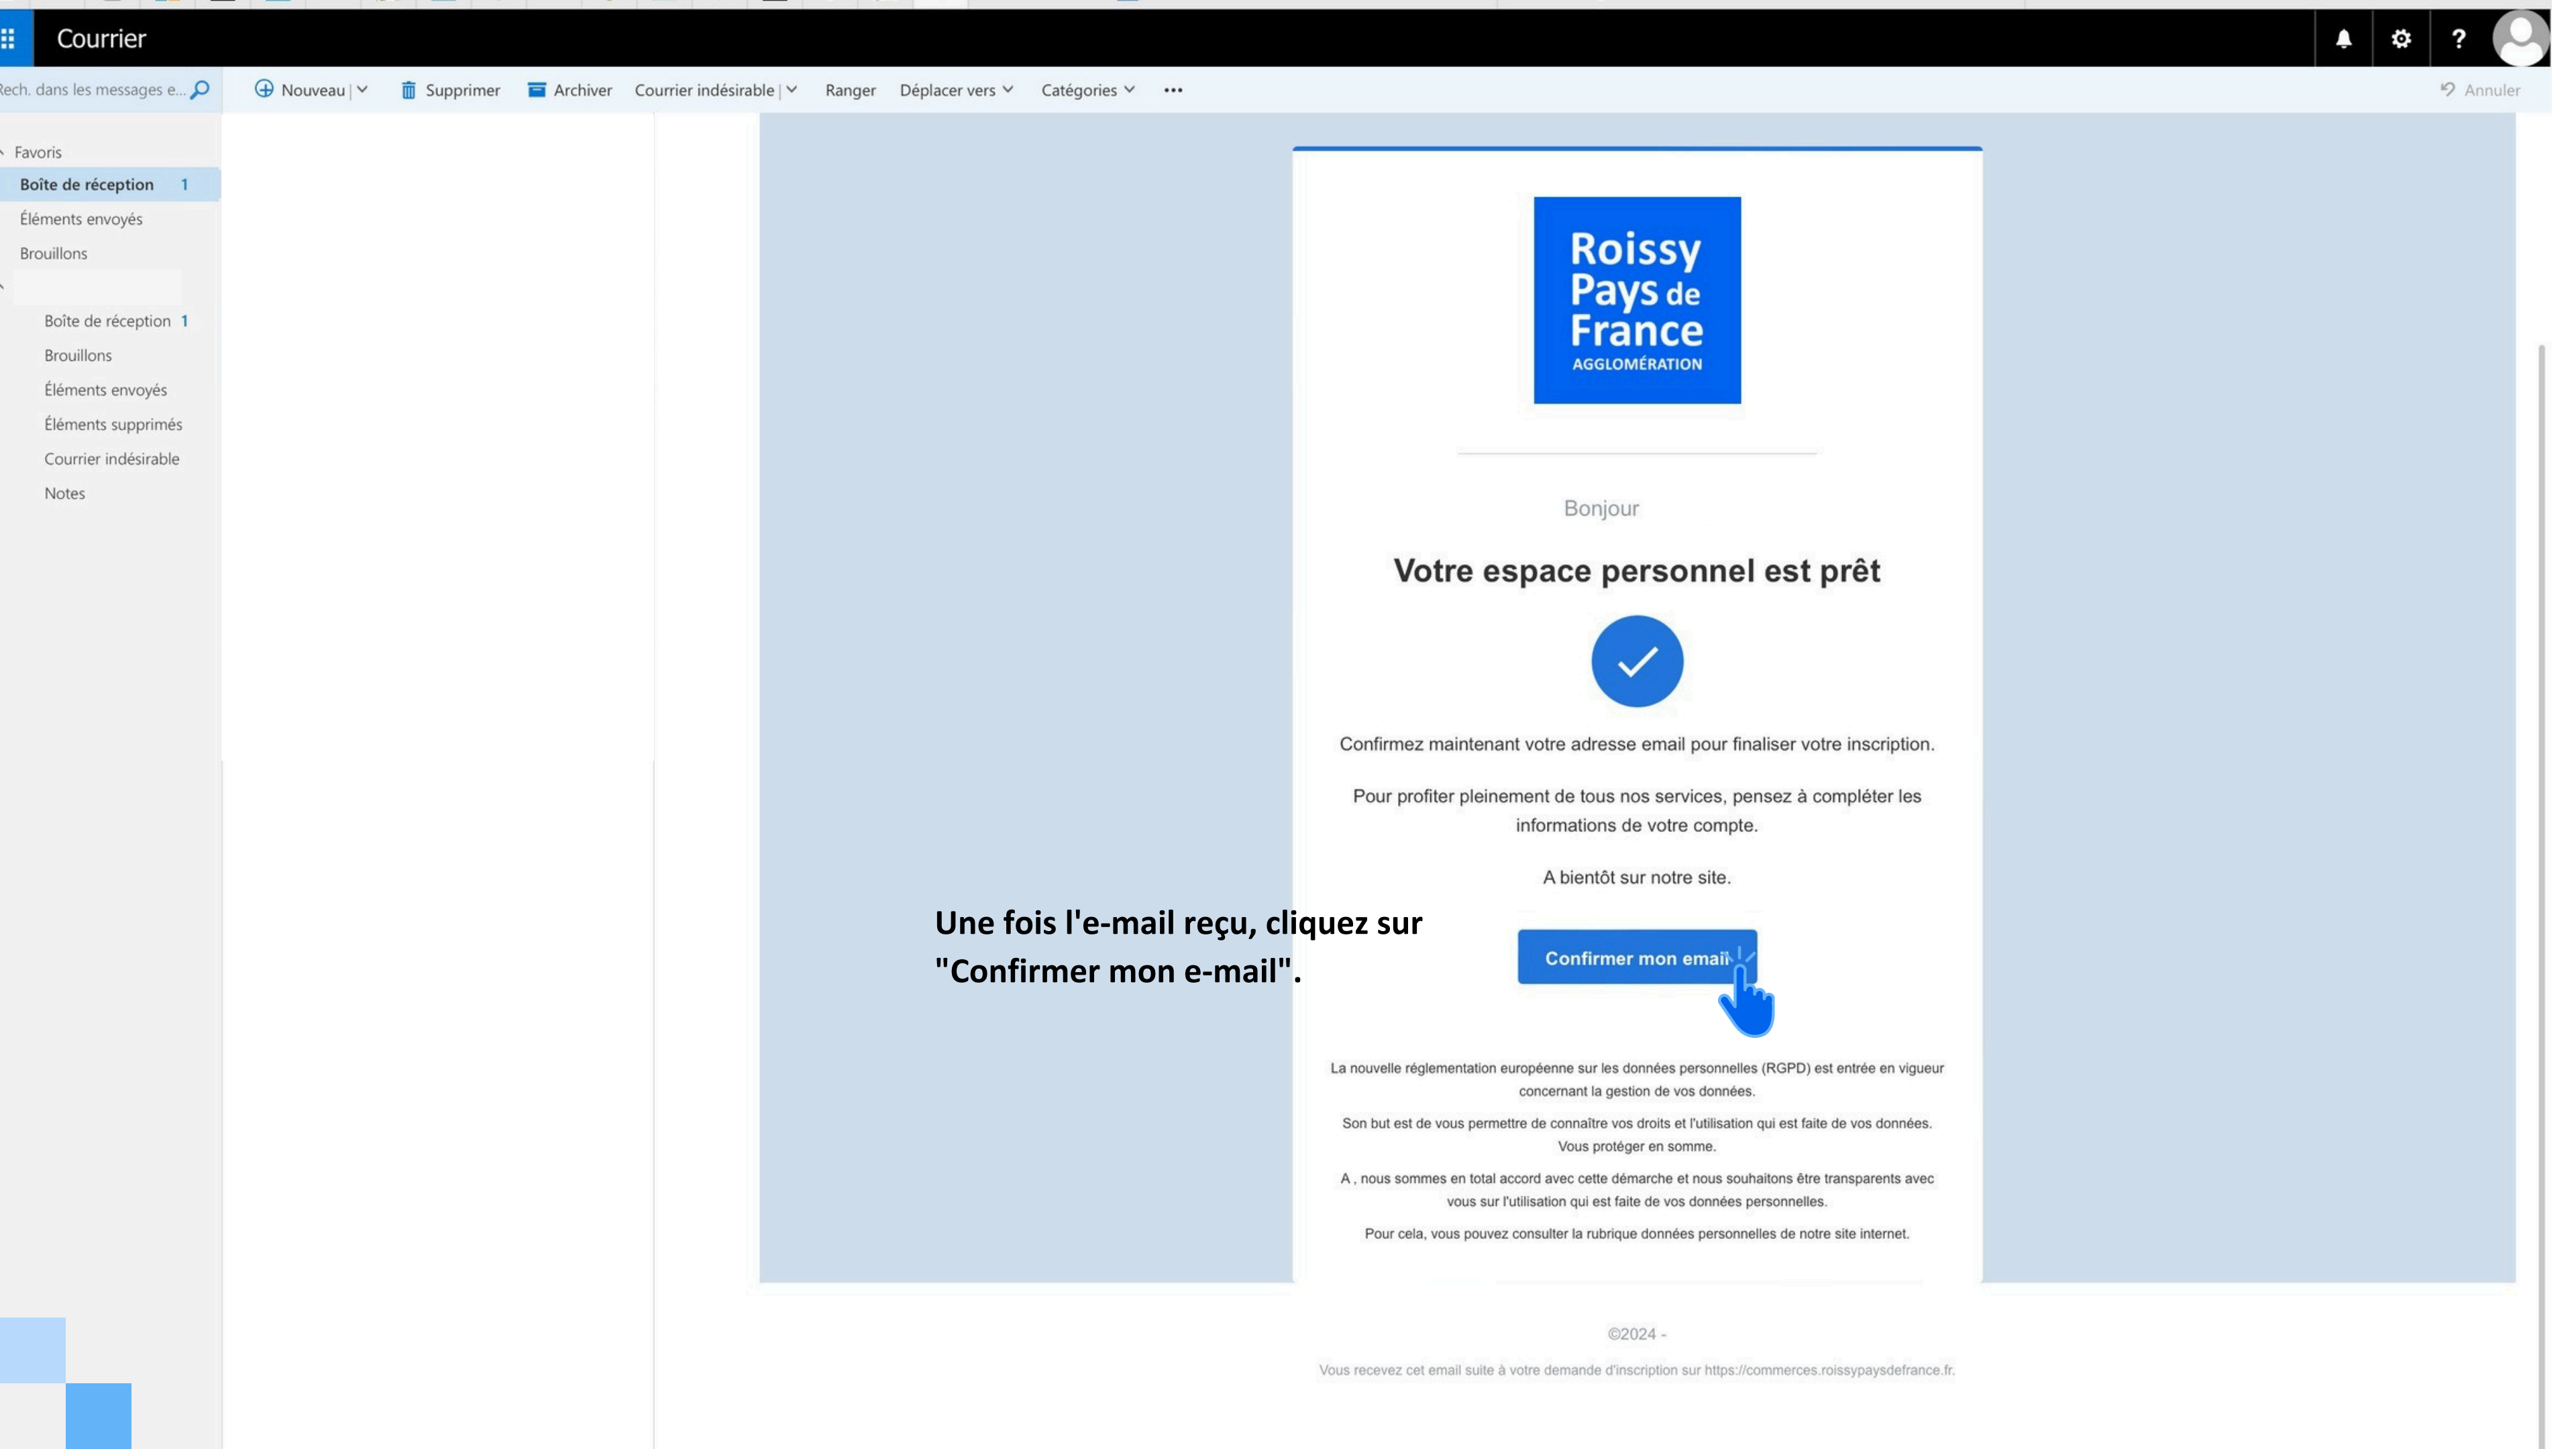 Courrier
?
Rech. dans les messages e...
Nouveau
Supprimer
Archiver
Courrier indésirable
Ranger
Déplacer vers
Catégories
...
Annuler
Favoris
Boîte de réception 1
Éléments envoyés
Brouillons
Boîte de réception 1
Brouillons
Éléments envoyés
Éléments supprimés
Courrier indésirable
Notes
Roissy
Pays de
France
AGGLOMÉRATION
Bonjour
Votre espace personnel est prêt
Confirmez maintenant votre adresse email pour finaliser votre inscription.
Pour profiter pleinement de tous nos services, pensez à compléter les
informations de votre compte.
A bientôt sur notre site.
Une fois l'e-mail reçu, cliquez sur
"Confirmer mon e-mail".
Confirmer mon email
La nouvelle réglementation européenne sur les données personnelles (RGPD) est entrée en vigueur
concernant la gestion de vos données.
Son but est de vous permettre de connaître vos droits et l'utilisation qui est faite de vos données.
Vous protéger en somme.
A , nous sommes en total accord avec cette démarche et nous souhaitons être transparents avec
vous sur l'utilisation qui est faite de vos données personnelles.
Pour cela, vous pouvez consulter la rubrique données personnelles de notre site internet.
©2024 -
Vous recevez cet email suite à votre demande d'inscription sur https://commerces.roissypaysdefrance.fr.